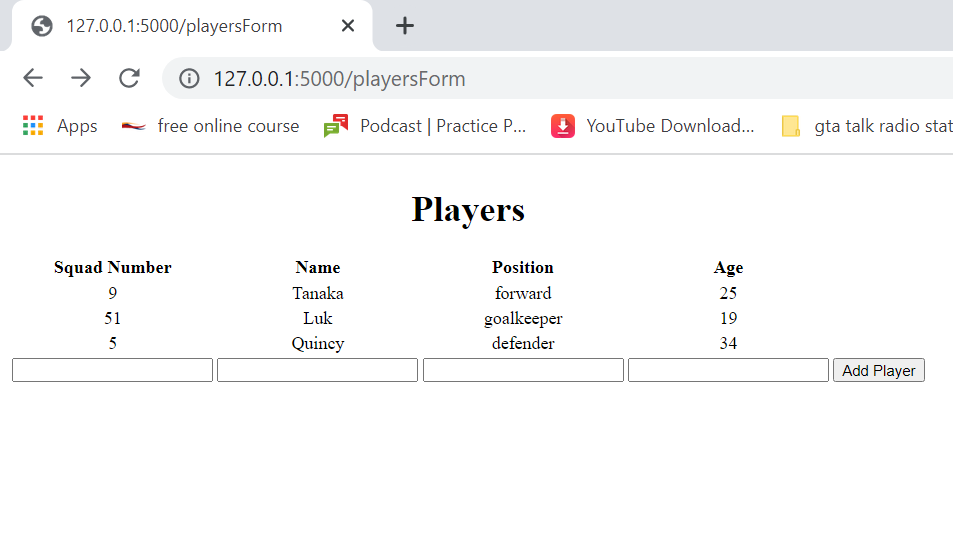 127.0.0.1:5000/playersForm
127.0.0.1:5000/playersForm
Apps free online course Podcast | Practice P... YouTube Download... gta talk radio stat
Players
Squad Number Name Position Age
9 Tanaka forward 25
51 Luk goalkeeper 19
5 Quincy defender 34
Add Player